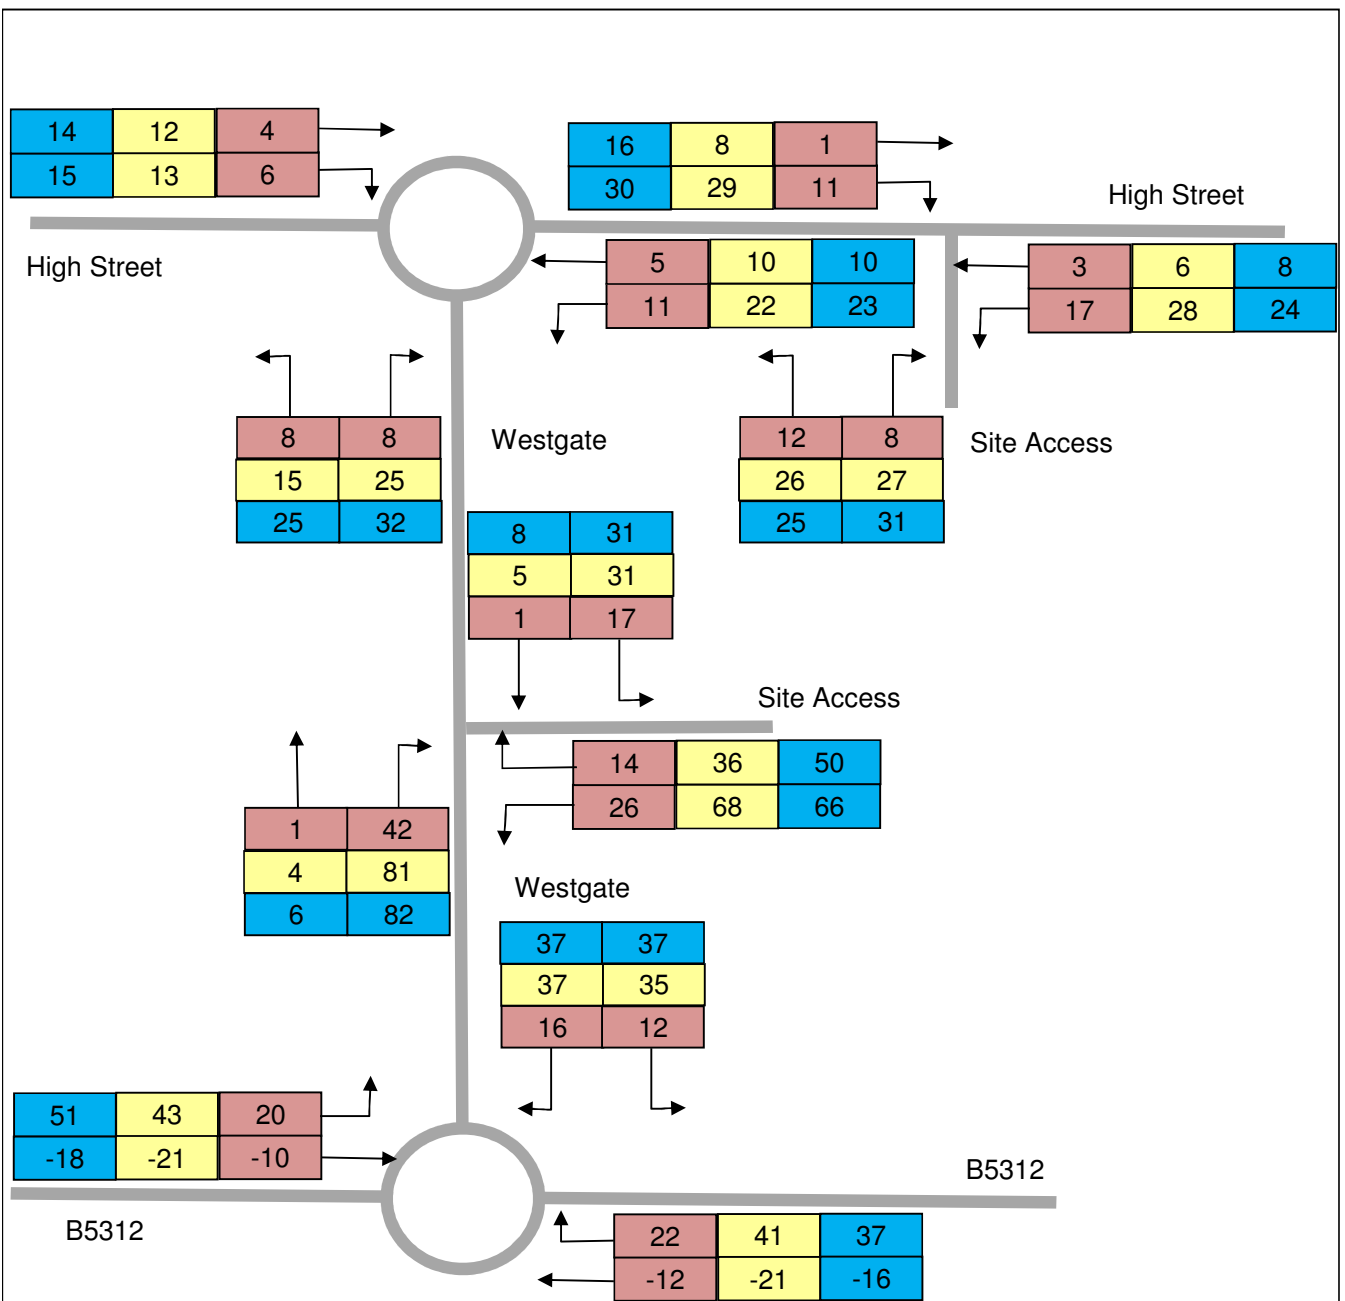 14 12 4
15 13 6
16 8 1
30 29 11
High Street
High Street
5 10 10
11 22 23
3 6 8
17 28 24
8 8
15 25
25 32
Westgate
12 8
26 27
25 31
Site Access
8 31
5 31
1 17
Site Access
14 36 50
26 68 66
1 42
4 81
6 82
Westgate
37 37
37 35
16 12
51 43 20
-18 -21 -10
B5312
B5312
22 41 37
-12 -21 -16